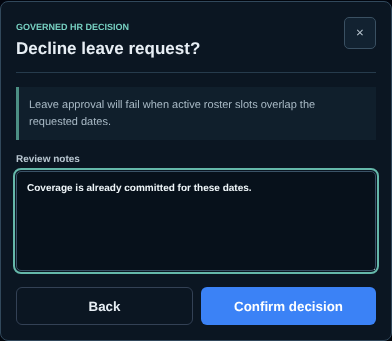 GOVERNED HR DECISION
Decline leave request?
×
Leave approval will fail when active roster slots overlap the
requested dates.
Review notes
Coverage is already committed for these dates.
Back
Confirm decision